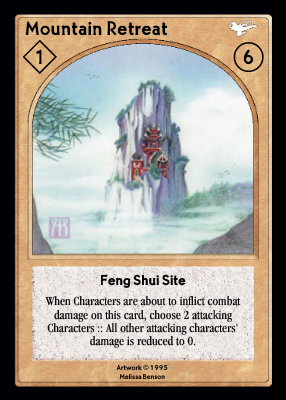 Mountain Retreat
1
6
Feng Shui Site
When Characters are about to inflict combat
damage on this card, choose 2 attacking
Characters :: All other attacking characters'
damage is reduced to 0.
Artwork © 1995
Melissa Benson